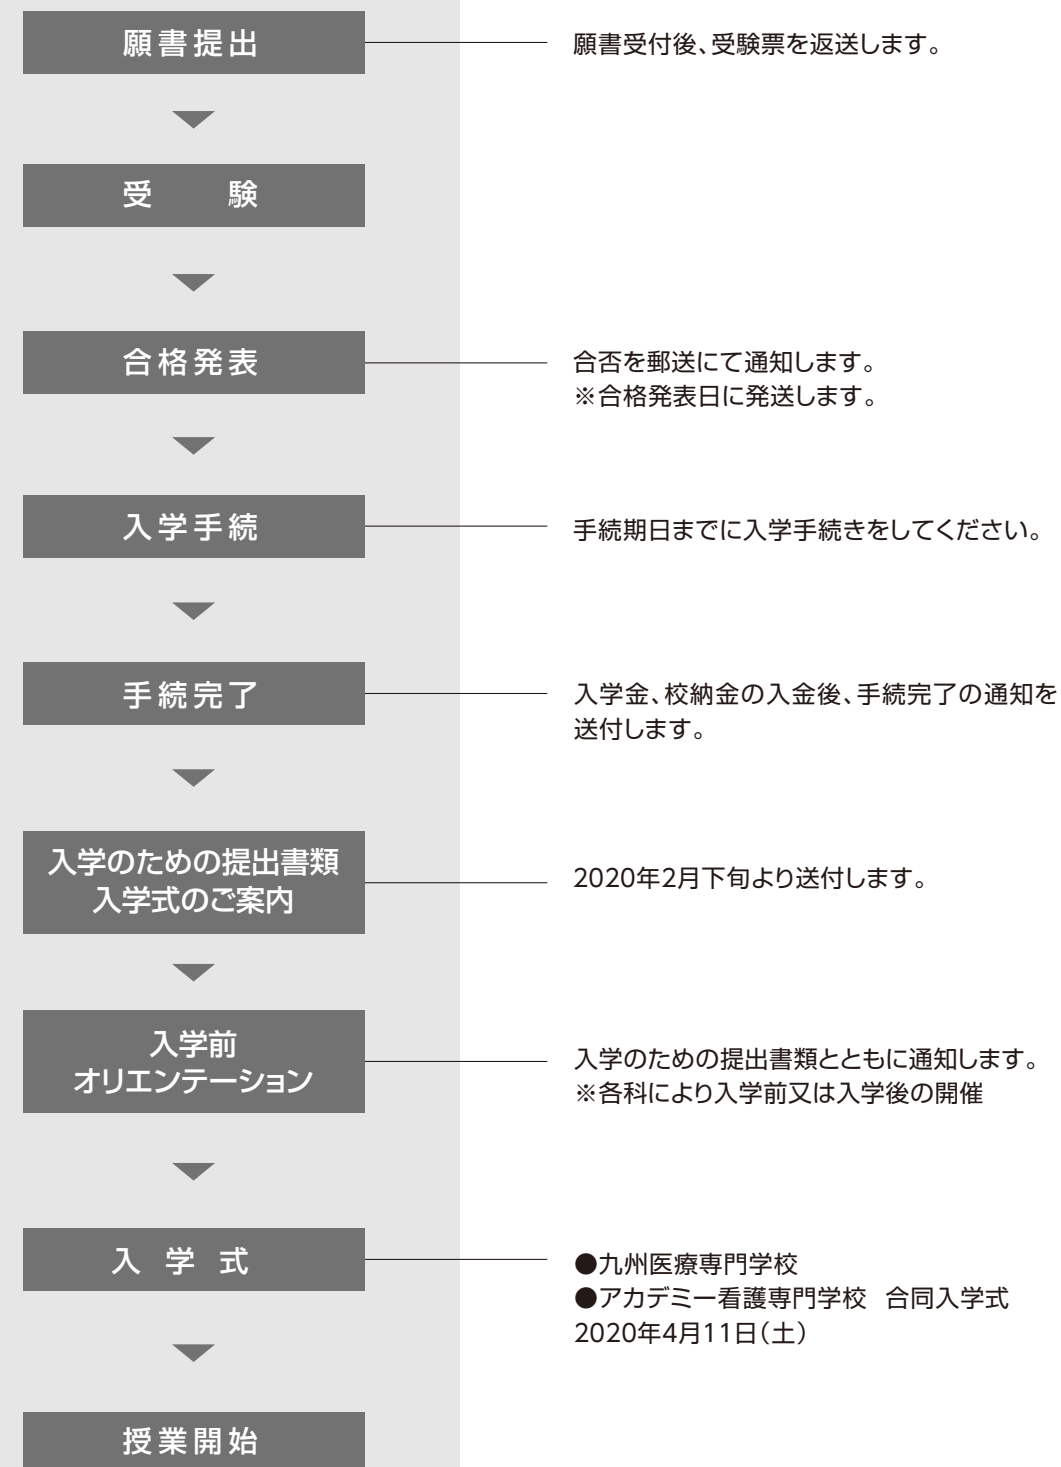 願書提出
願書受付後、受験票を返送します。
受　験
合格発表
合否を郵送にて通知します。
※合格発表日に発送します。
入学手続
手続期日までに入学手続きをしてください。
手続完了
入学金、校納金の入金後、手続完了の通知を
送付します。
入学のための提出書類
入学式のご案内
2020年2月下旬より送付します。
入学前
オリエンテーション
入学のための提出書類とともに通知します。
※各科により入学前又は入学後の開催
入 学 式
●九州医療専門学校
●アカデミー看護専門学校 合同入学式
2020年4月11日(土)
授業開始